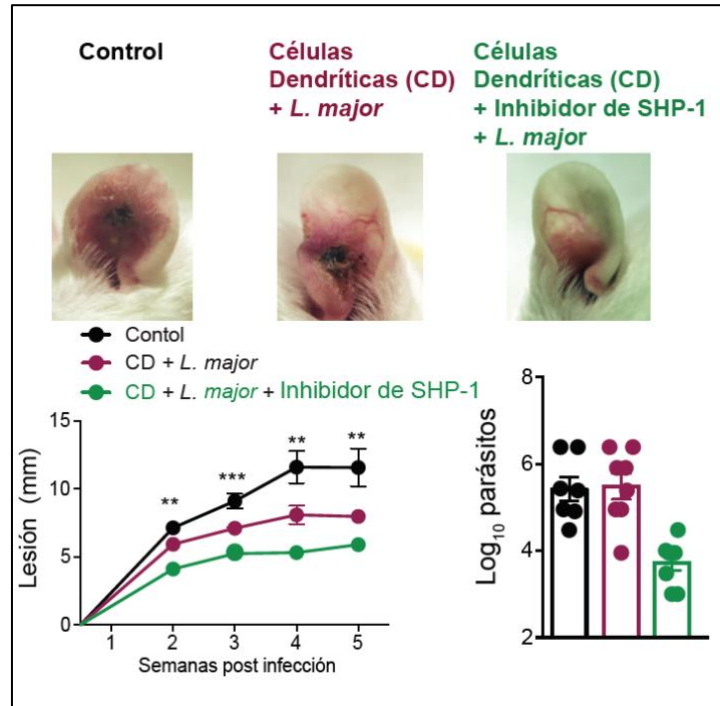 Control
Células
Dendríticas (CD)
+ L. major
Células
Dendríticas (CD)
+ Inhibidor de SHP-1
+ L. major
Contol
CD + L. major
CD + L. major + Inhibidor de SHP-1
15
10
5
0
Lesión (mm)
** *** ** **
1 2 3 4 5
Semanas post infección
8
6
4
2
Log₁₀ parásitos